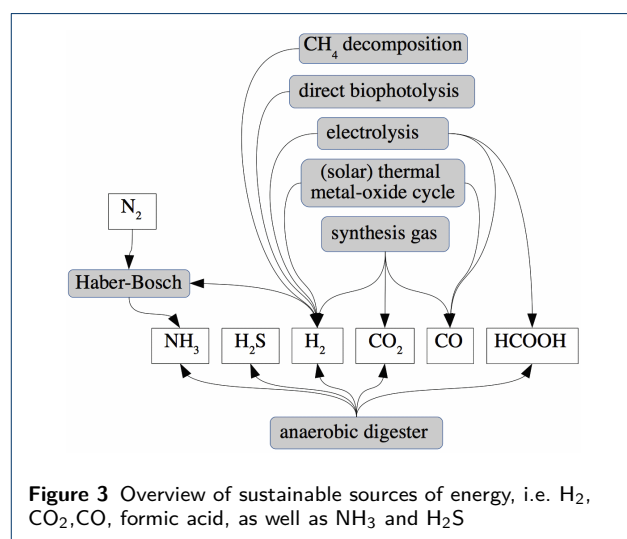 CH₄ decomposition
direct biophotolysis
electrolysis
(solar) thermal
metal-oxide cycle
N₂
synthesis gas
Haber-Bosch
NH₃ H₂S H₂ CO₂ CO HCOOH
anaerobic digester
Figure 3 Overview of sustainable sources of energy, i.e. H₂,
CO₂,CO, formic acid, as well as NH₃ and H₂S